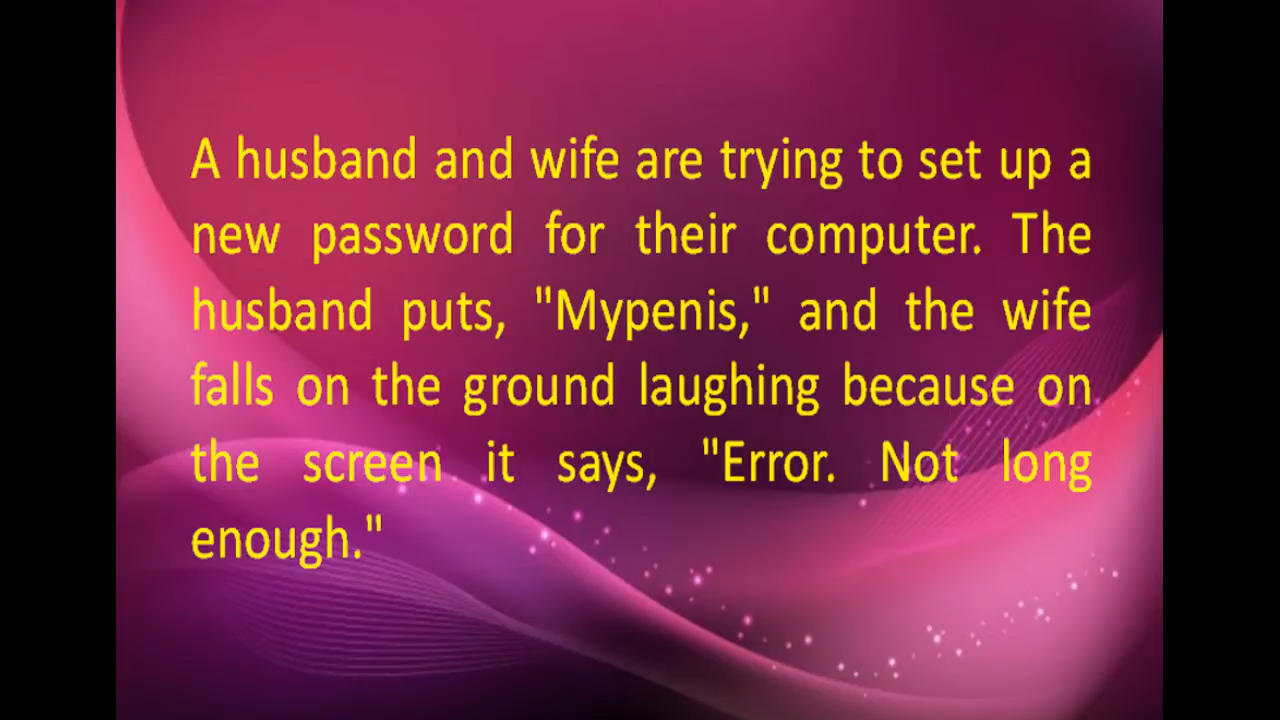 A husband and wife are trying to set up a
new password for their computer. The
husband puts, "Mypenis," and the wife
falls on the ground laughing because on
the screen it says, "Error. Not long
enough."